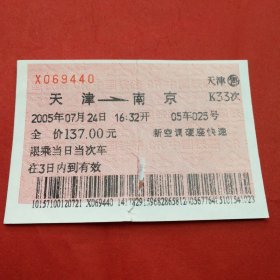 X069440 天津㊢
天津→南京 K33次
2005年07月24日 16:32开 05车025号
全价137.00元 新空调硬座快速
限乘当日当次车
在3日内到有效